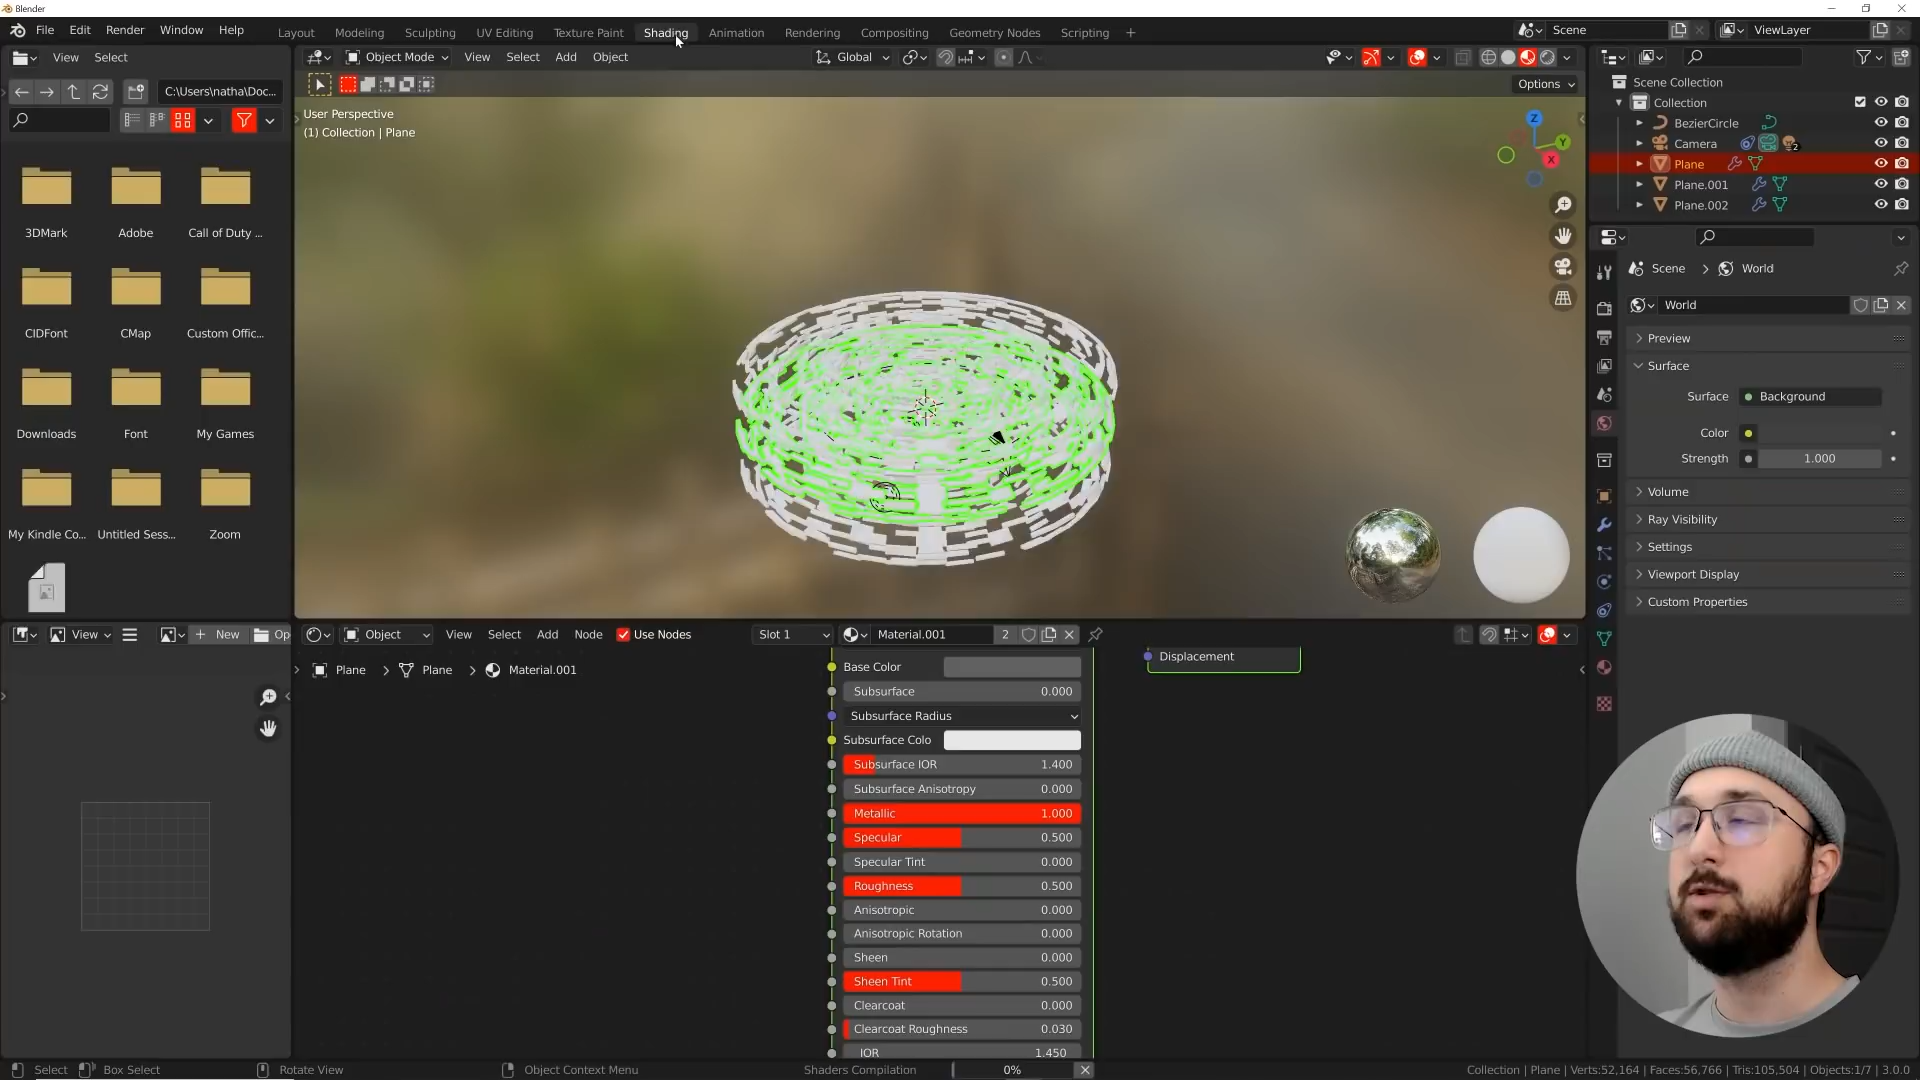 Blender
File Edit Render Window Help
Layout Modeling Sculpting UV Editing Texture Paint Shading Animation Rendering Compositing Geometry Nodes Scripting
Scene
ViewLayer
View Select
Object Mode View Select Add Object
Global
C:\Users\natha\Doc...
Options
User Perspective
(1) Collection | Plane
Z
Y
X
3DMark
Adobe
Call of Duty ...
CIDFont
CMap
Custom Offic...
Downloads
Font
My Games
My Kindle Co...
Untitled Sess...
Zoom
Scene Collection
Collection
BezierCircle
Camera
2
Plane
Plane.001
Plane.002
Scene
World
World
Preview
Surface
Surface Background
Color
Strength 1.000
Volume
Ray Visibility
Settings
Viewport Display
Custom Properties
View
New
Op
Object View Select Add Node Use Nodes
Slot 1
Material.001 2
Plane Plane Material.001
Base Color
Subsurface 0.000
Subsurface Radius
Subsurface Colo
Subsurface IOR 1.400
Subsurface Anisotropy 0.000
Metallic 1.000
Specular 0.500
Specular Tint 0.000
Roughness 0.500
Anisotropic 0.000
Anisotropic Rotation 0.000
Sheen 0.000
Sheen Tint 0.500
Clearcoat 0.000
Clearcoat Roughness 0.030
IOR 1.450
Displacement
Select Box Select Rotate View Object Context Menu
Shaders Compilation 0%
Collection | Plane | Verts:52,164 | Faces:56,766 | Tris:105,504 | Objects:1/7 | 3.0.0